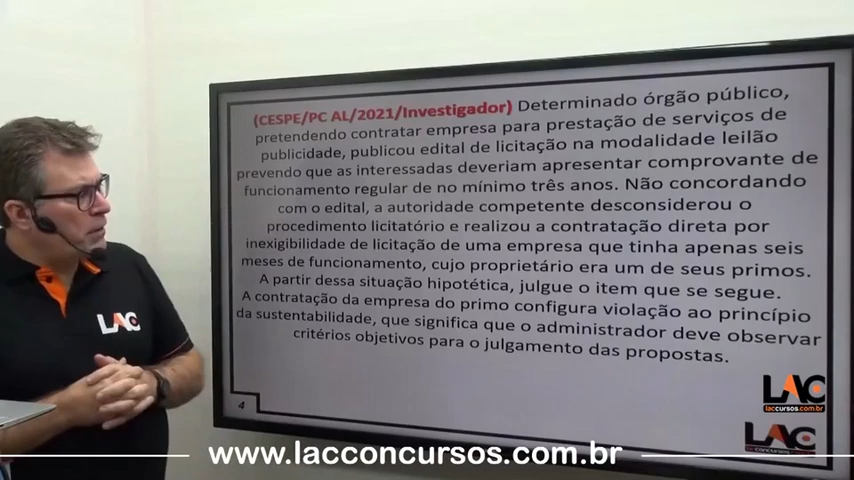 (CESPE/PC AL/2021/Investigador) Determinado órgão público,
pretendendo contratar empresa para prestação de serviços de
publicidade, publicou edital de licitação na modalidade leilão
prevendo que as interessadas deveriam apresentar comprovante de
funcionamento regular de no mínimo três anos. Não concordando
com o edital, a autoridade competente desconsiderou o
procedimento licitatório e realizou a contratação direta por
inexigibilidade de licitação de uma empresa que tinha apenas seis
meses de funcionamento, cujo proprietário era um de seus primos.
A partir dessa situação hipotética, julgue o item que se segue.
A contratação da empresa do primo configura violação ao princípio
da sustentabilidade, que significa que o administrador deve observar
critérios objetivos para o julgamento das propostas.
LAC
4
LAC
laccursos.com.br
LAC
www.lacconcursos.com.br